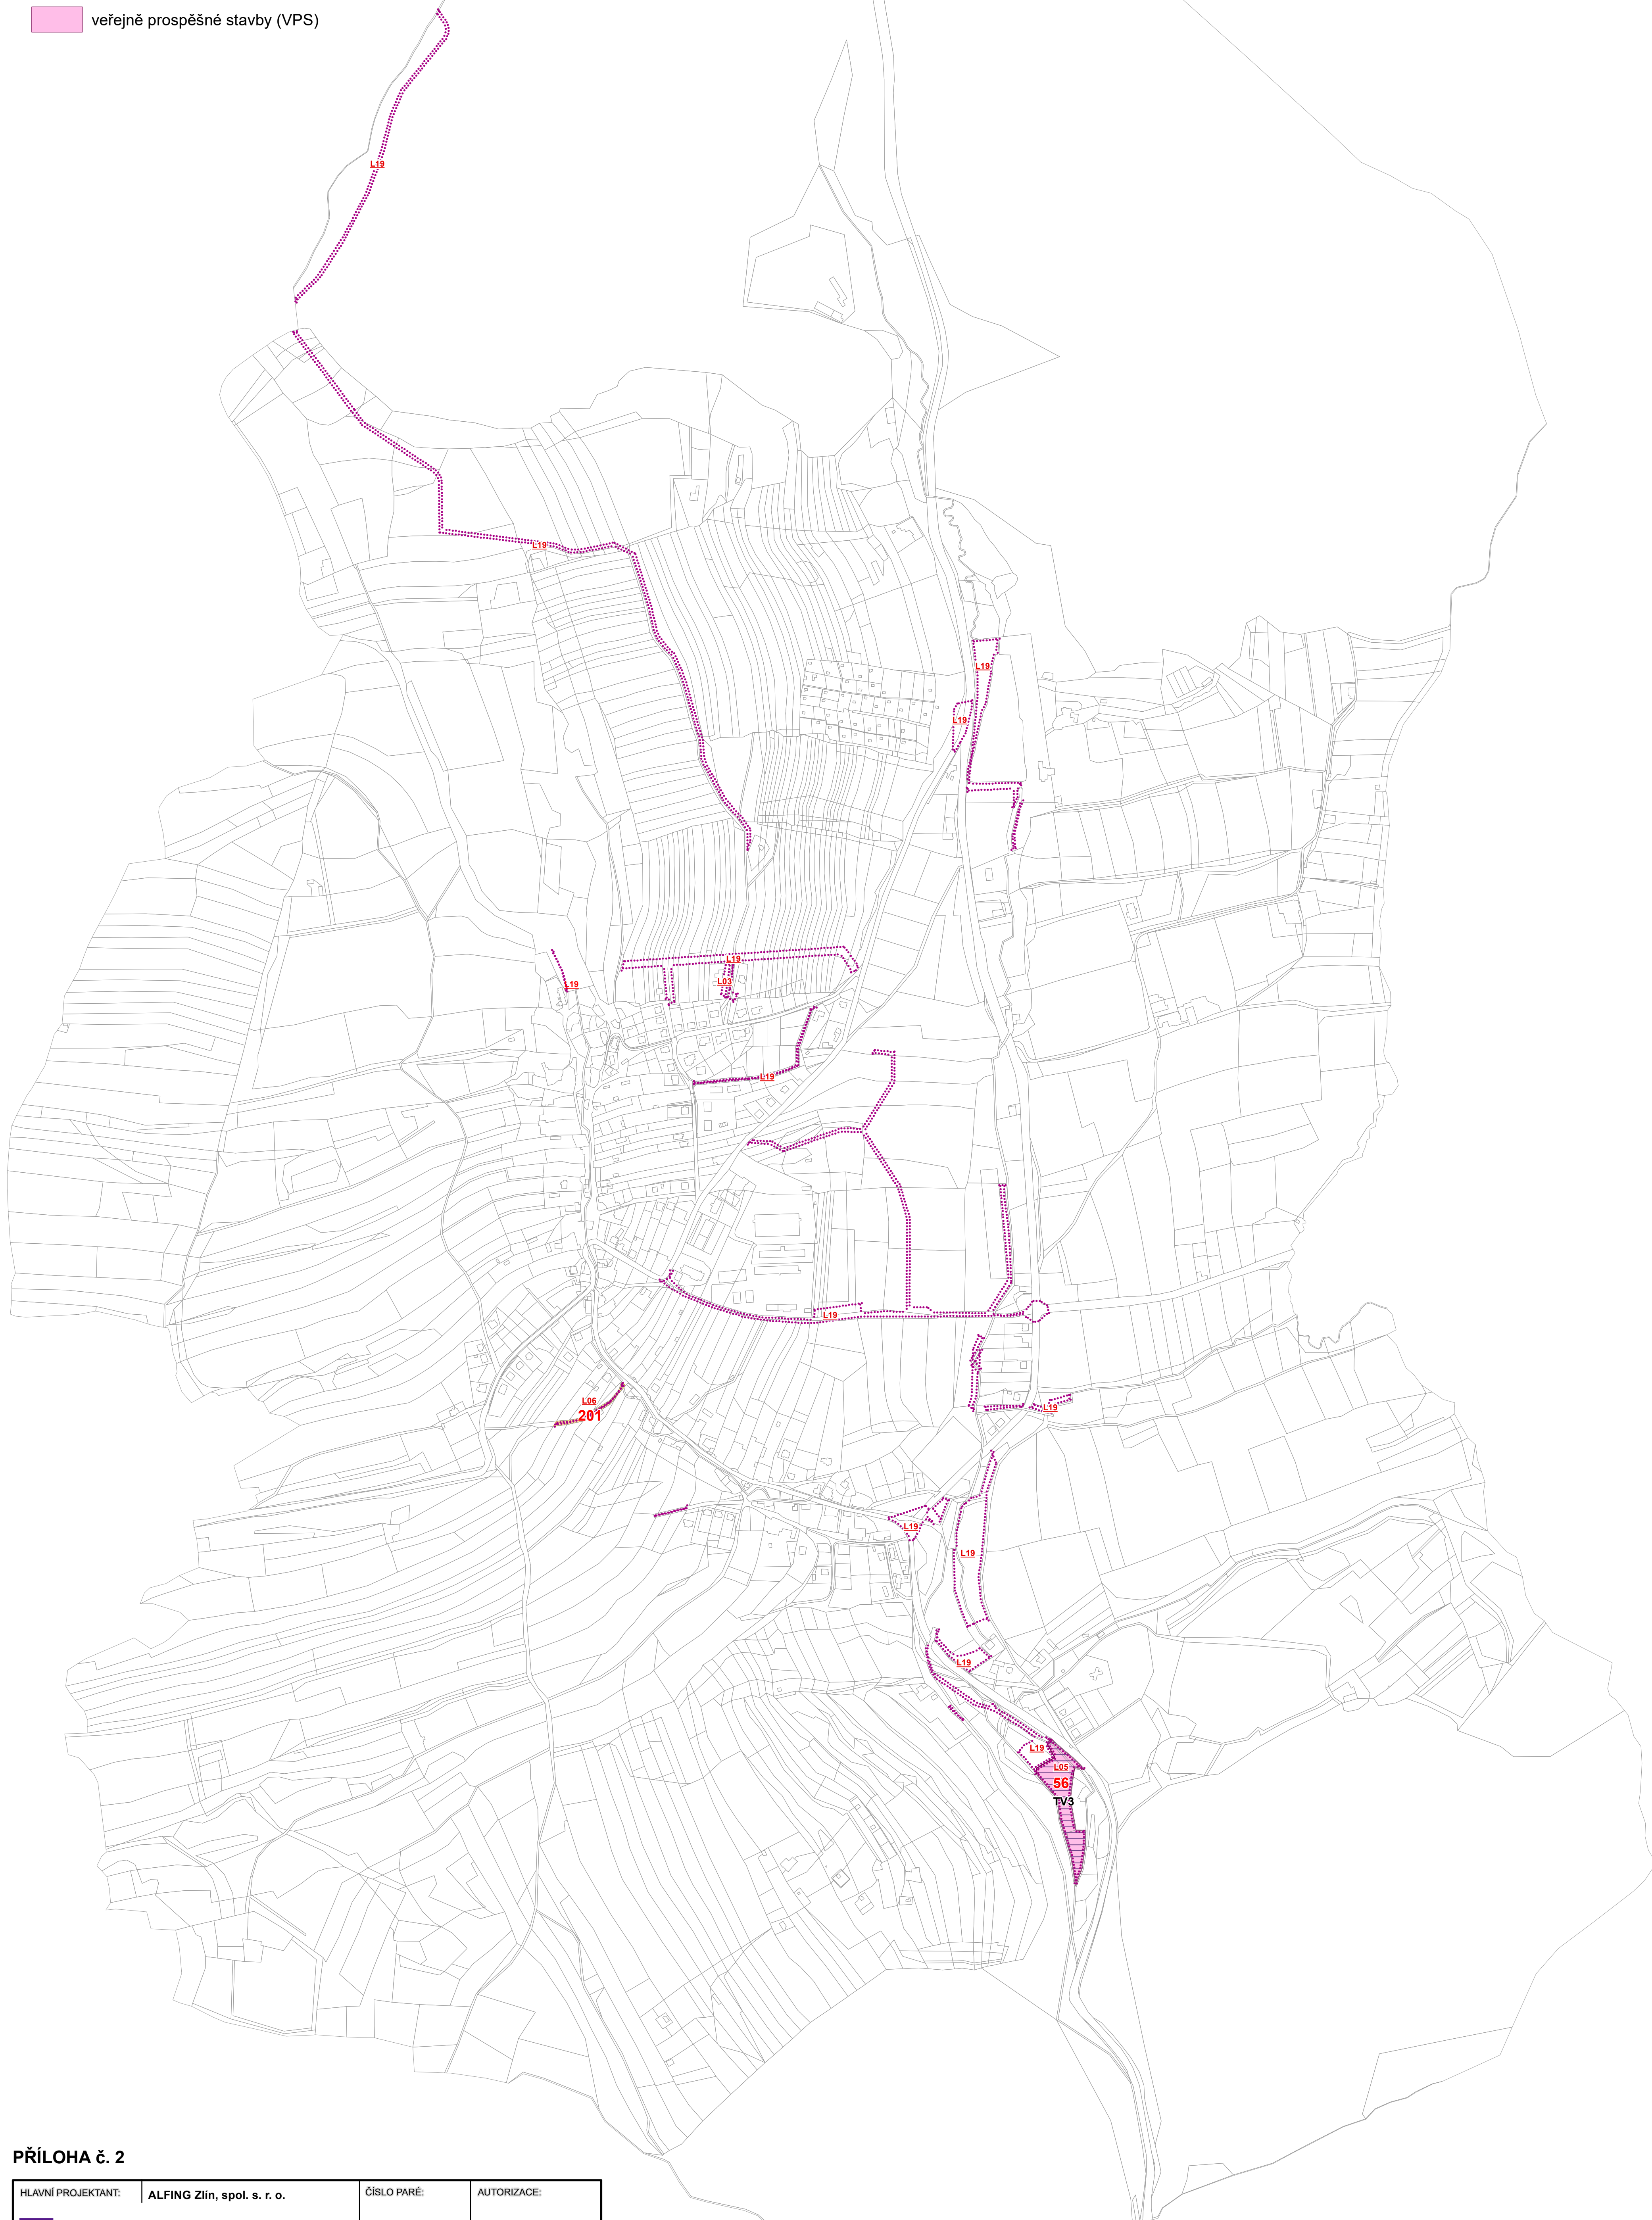 veřejně prospěšné stavby (VPS)
L19
L19
L19
L19
L19
L03
L19
L19
L19
L06
201
L19
L19
L19
L19
L19
L05
56
TV3
PŘÍLOHA č. 2
HLAVNÍ PROJEKTANT: ALFING Zlín, spol. s. r. o. ČÍSLO PARÉ: AUTORIZACE: